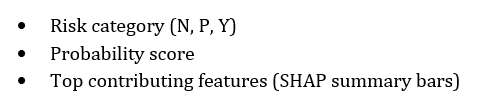 • Risk category (N, P, Y)
• Probability score
• Top contributing features (SHAP summary bars)